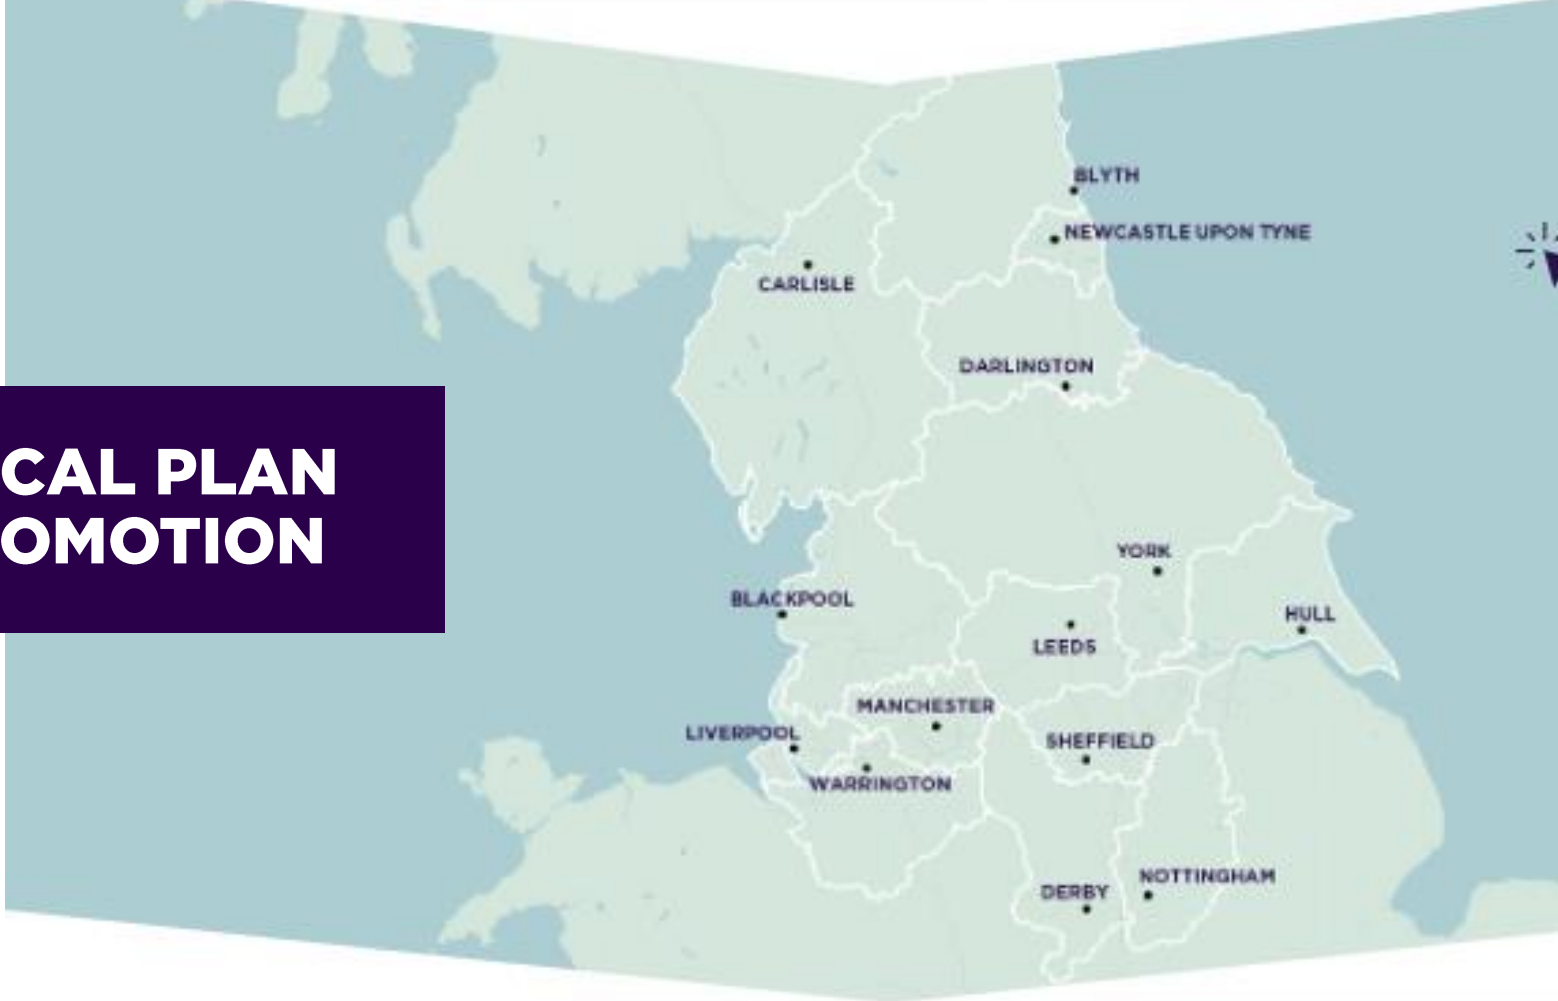 BLYTH
NEWCASTLE UPON TYNE
CARLISLE
DARLINGTON
CAL PLAN
OMOTION
YORK
BLACKPOOL
HULL
LEEDS
MANCHESTER
LIVERPOOL
SHEFFIELD
WARRINGTON
NOTTINGHAM
DERBY